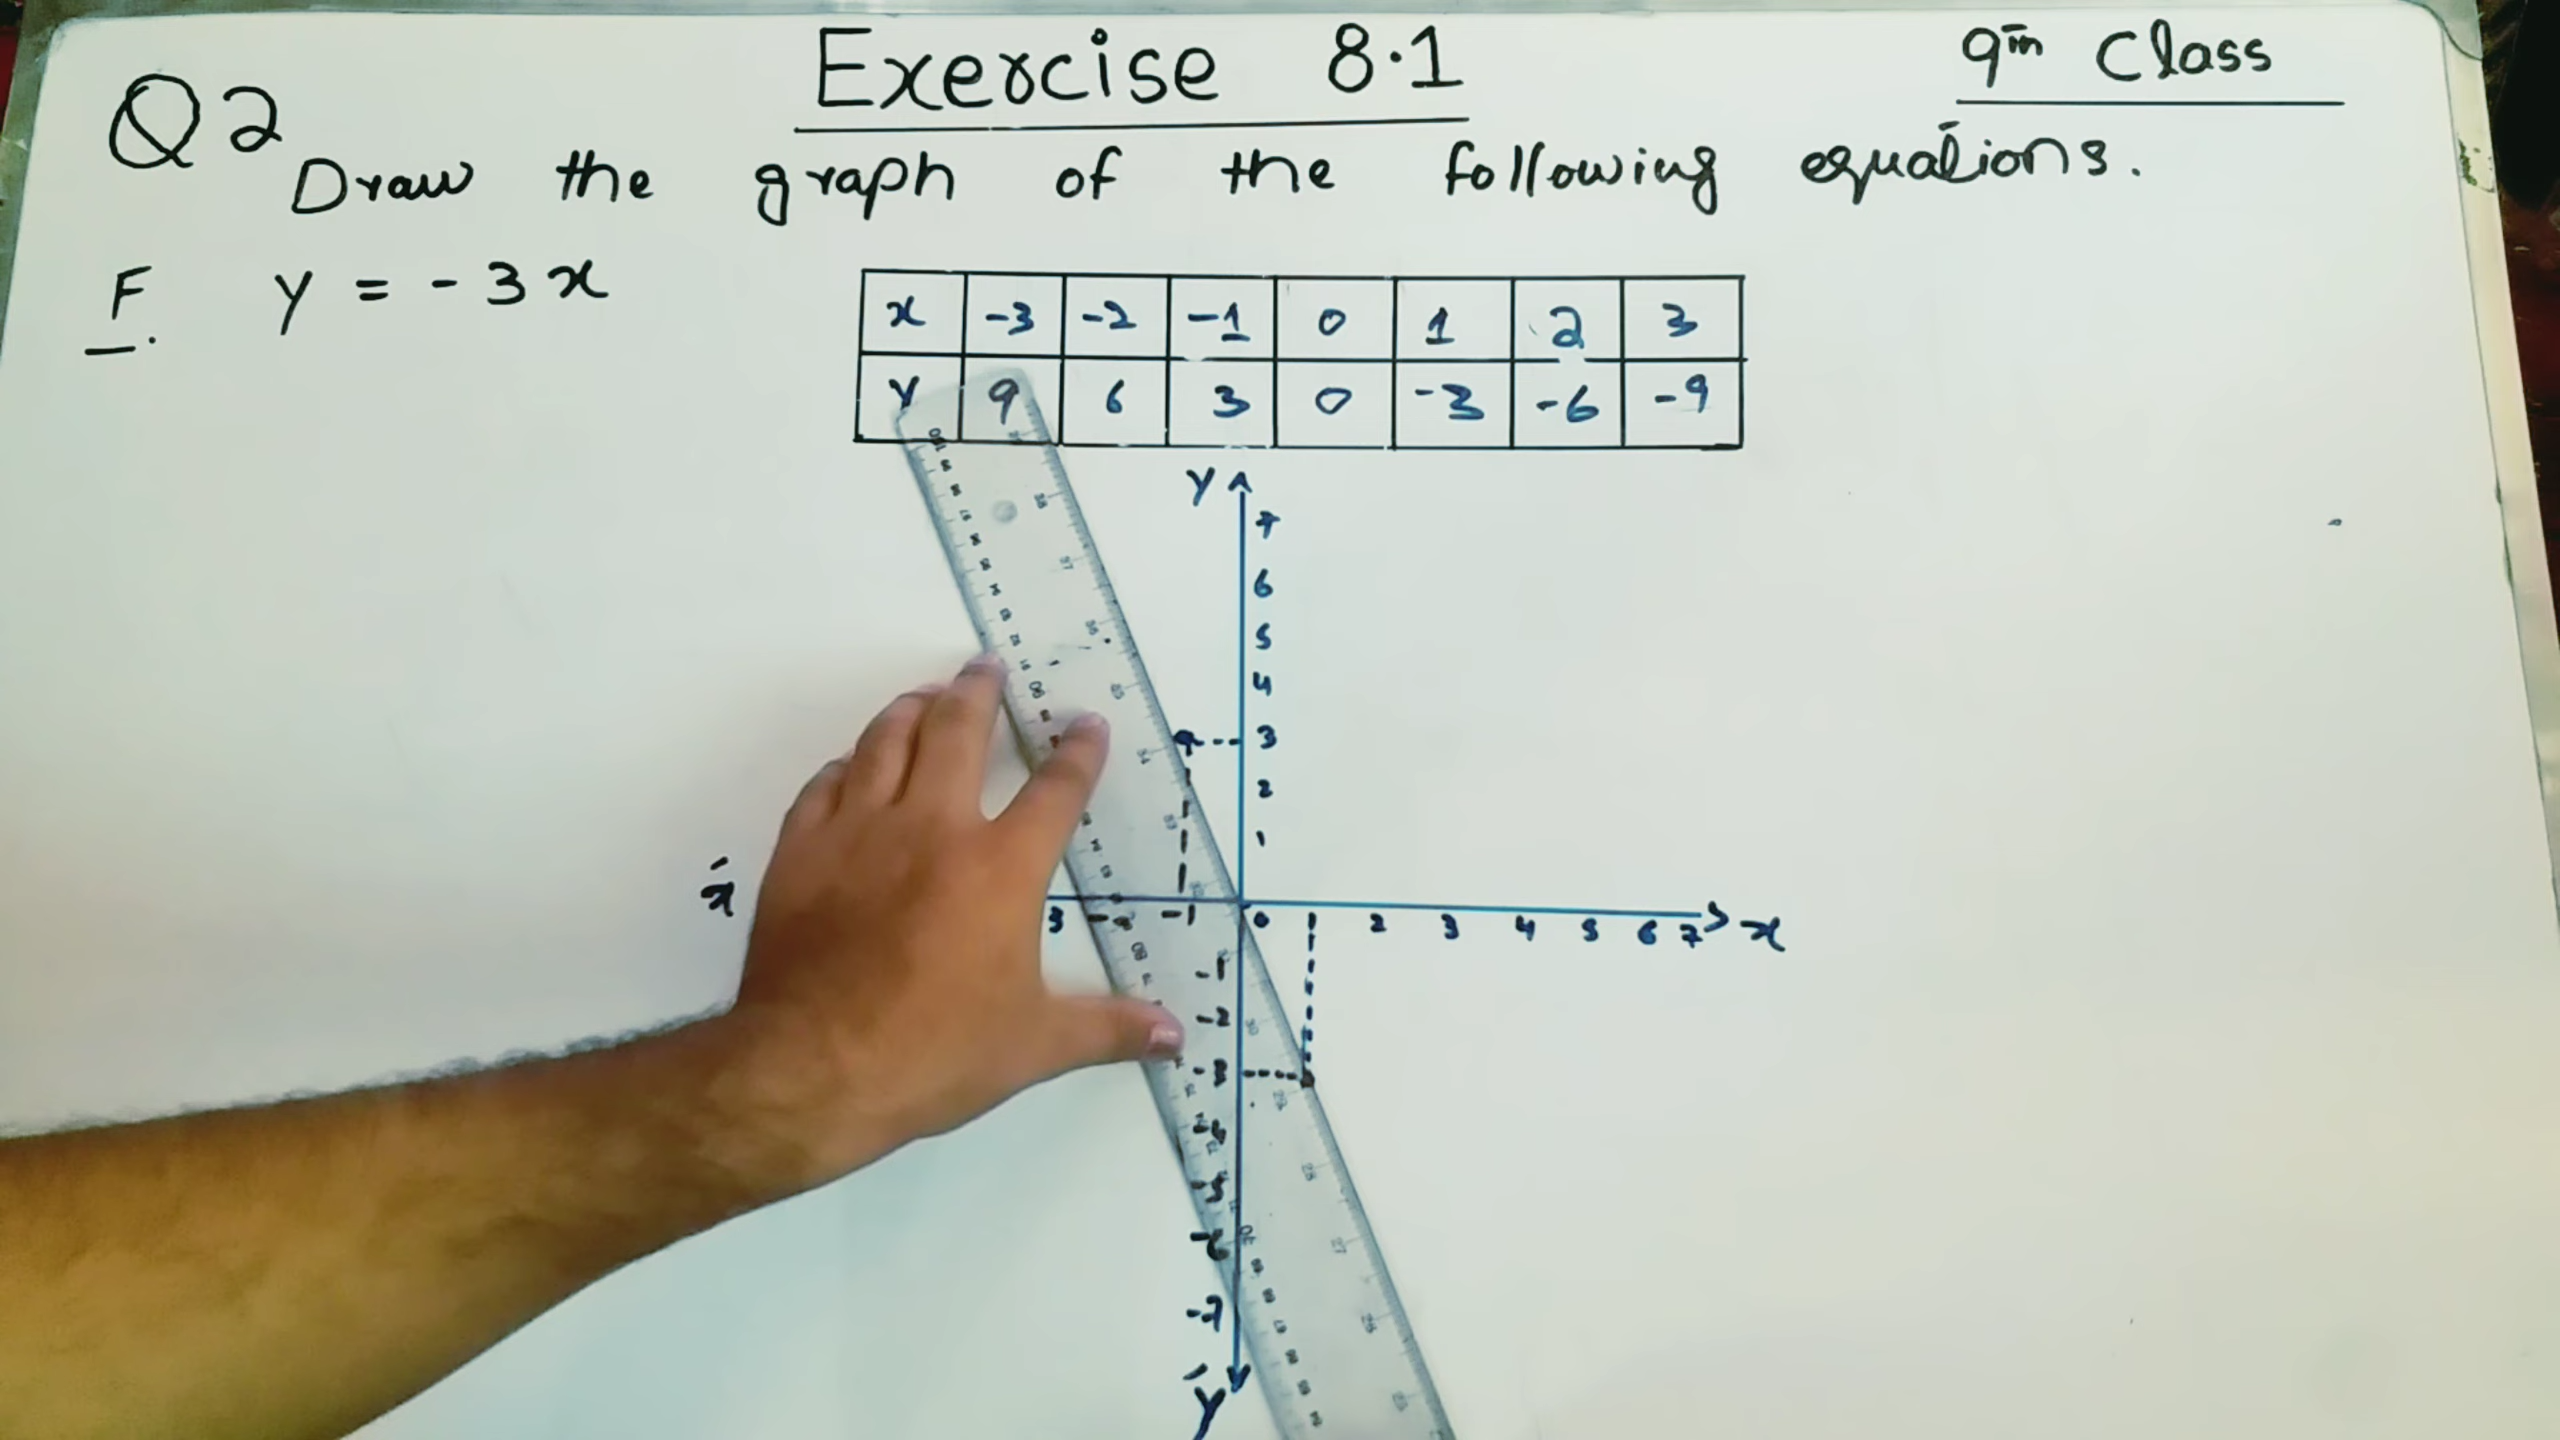 Exercise 8.1
9th Class
Q2
Draw the graph of the following equations.
F. y = -3x
x -3 -2 -1 0 1 2 3
y 9 6 3 0 -3 -6 -9
y
7
6
5
4
3
2
1
x́ 3 -2 -1 0 1 2 3 4 5 6 7 x
-1
-2
-3
-6
-7
ý